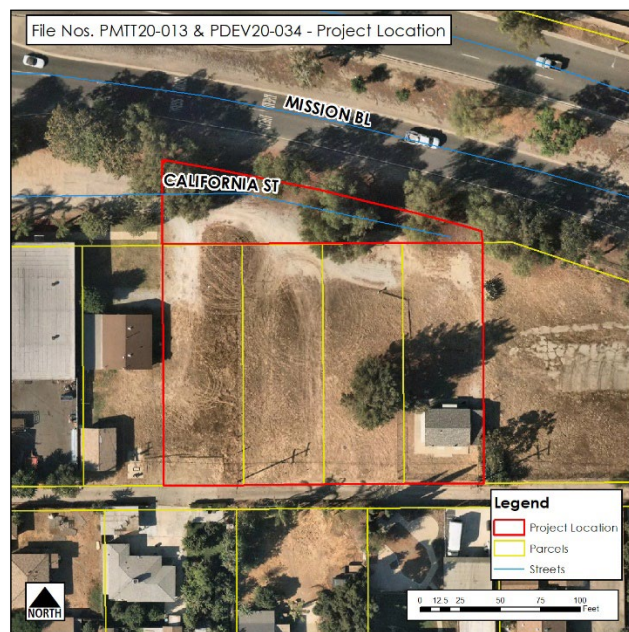 File Nos. PMTT20-013 & PDEV20-034 - Project Location
MISSION BL
CALIFORNIA ST
Legend
Project Location
Parcels
Streets
0 12.5 25 50 75 100
Feet
NORTH